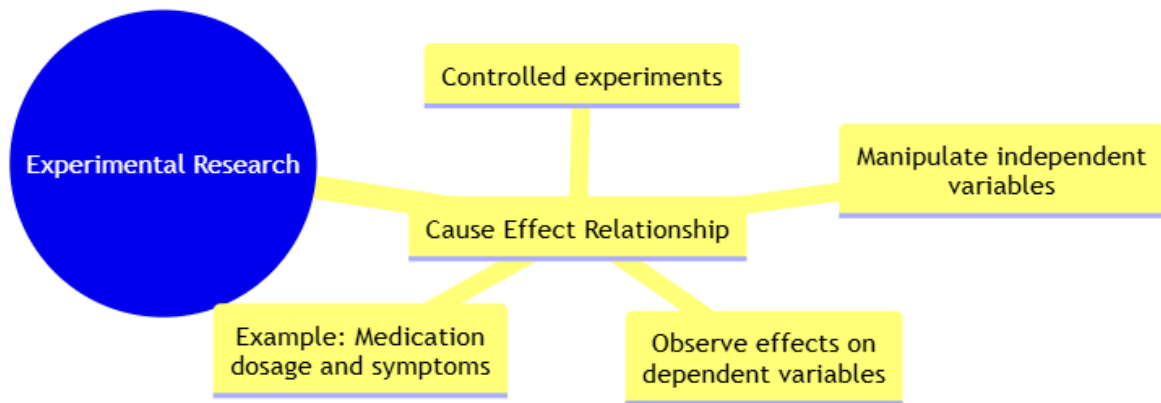 Controlled experiments
Experimental Research
Manipulate independent
variables
Cause Effect Relationship
Example: Medication
dosage and symptoms
Observe effects on
dependent variables